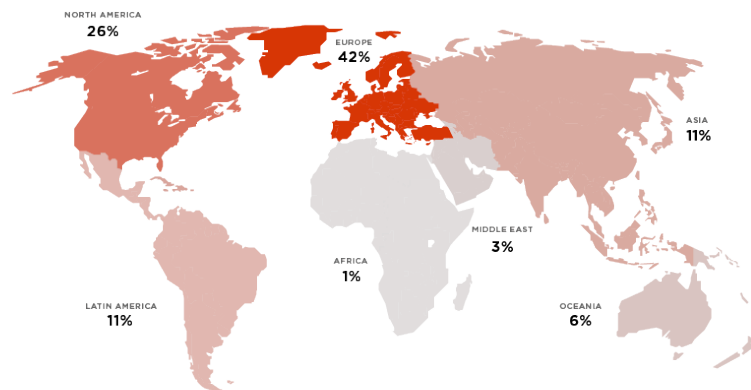 NORTH AMERICA
26%
EUROPE
42%
ASIA
11%
MIDDLE EAST
3%
AFRICA
1%
LATIN AMERICA
11%
OCEANIA
6%